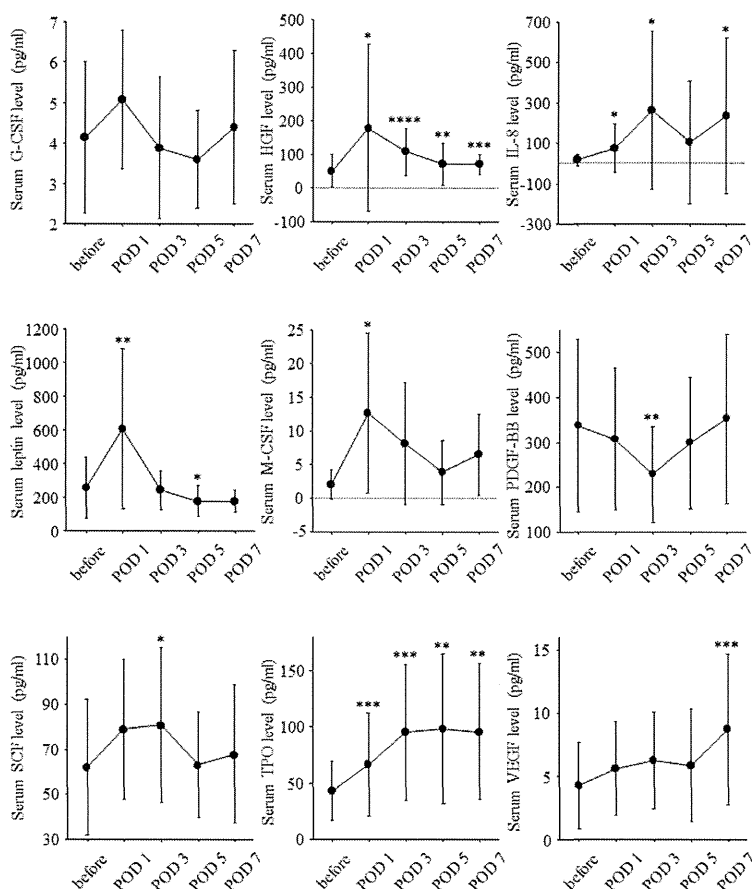 Serum G-CSF level (pg/ml)
7
6
5
4
3
2
before
POD 1
POD 3
POD 5
POD 7
Serum HGF level (pg/ml)
500
400
300
200
100
0
-100
*
****
**
***
before
POD 1
POD 3
POD 5
POD 7
Serum IL-8 level (pg/ml)
700
500
300
100
-100
-300
*
*
*
before
POD 1
POD 3
POD 5
POD 7
Serum leptin level (pg/ml)
1200
1000
800
600
400
200
0
**
*
before
POD 1
POD 3
POD 5
POD 7
Serum M-CSF level (pg/ml)
25
20
15
10
5
0
-5
*
before
POD 1
POD 3
POD 5
POD 7
Serum PDGF-BB level (pg/ml)
500
400
300
200
100
**
before
POD 1
POD 3
POD 5
POD 7
Serum SCF level (pg/ml)
110
90
70
50
30
*
before
POD 1
POD 3
POD 5
POD 7
Serum TPO level (pg/ml)
150
100
50
0
***
***
**
**
before
POD 1
POD 3
POD 5
POD 7
Serum VEGF level (pg/ml)
15
10
5
0
***
before
POD 1
POD 3
POD 5
POD 7